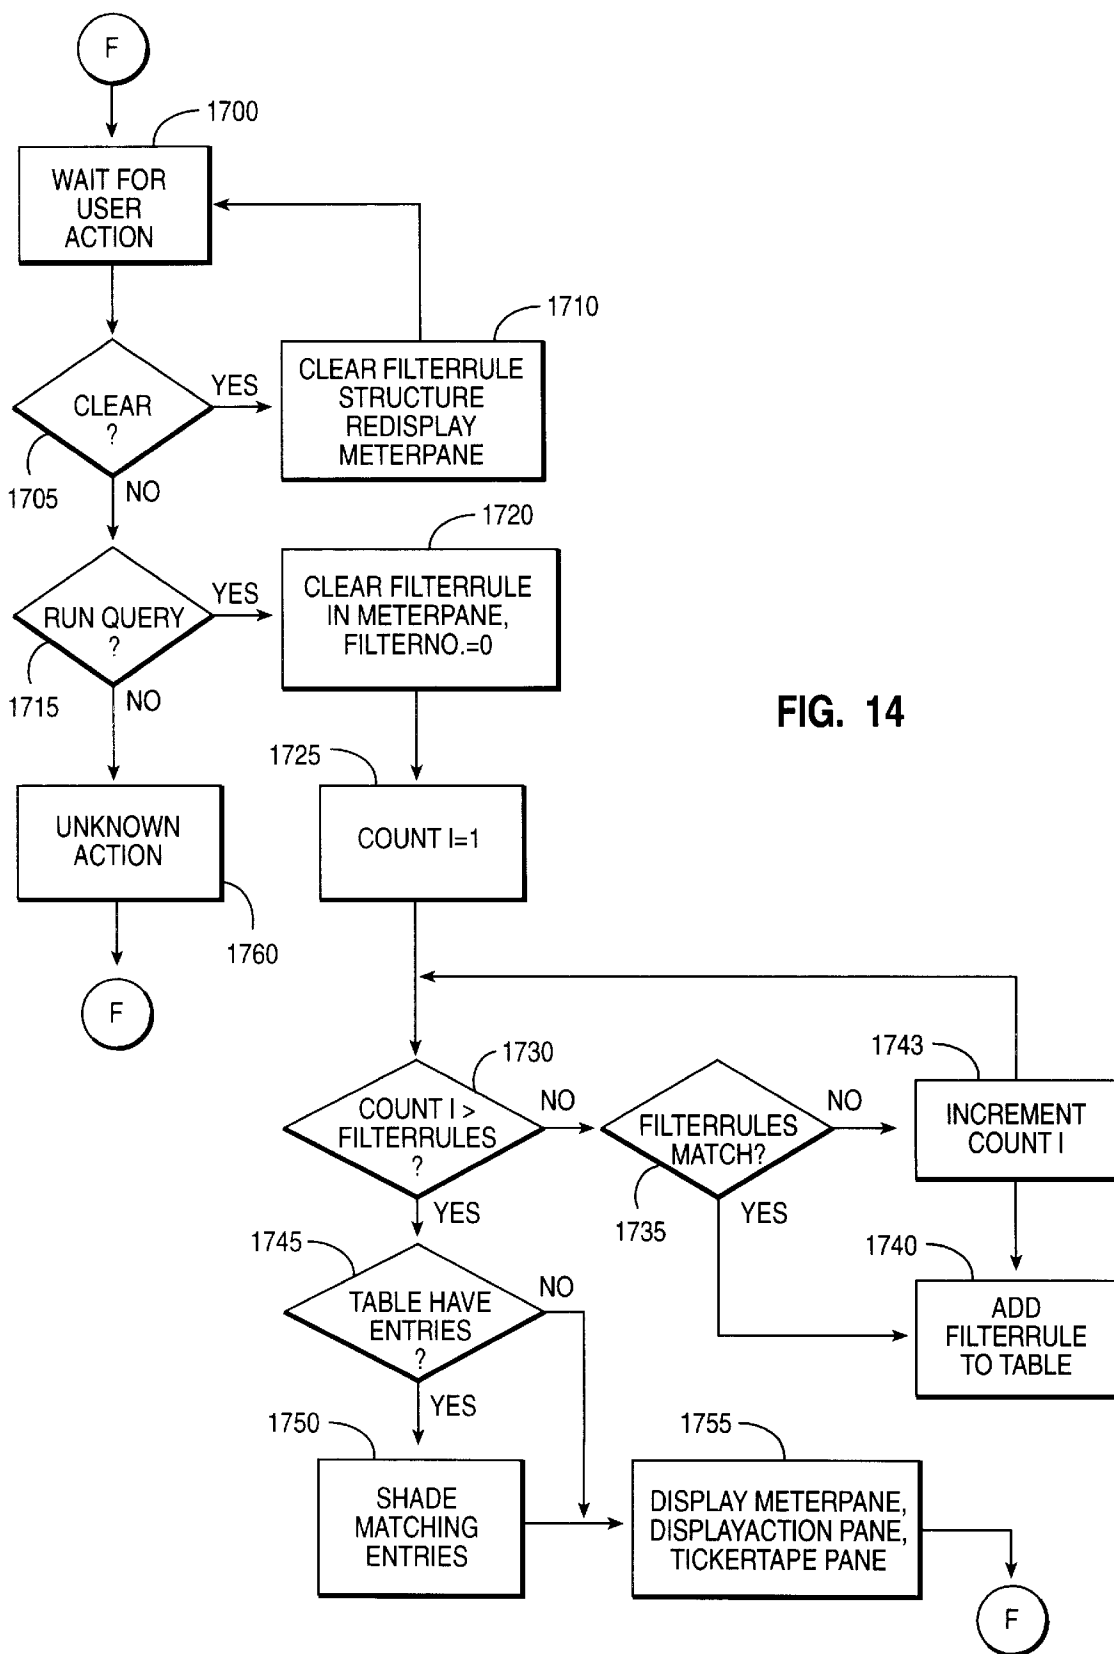 F
1700
WAIT FOR
USER
ACTION
1710
CLEAR
?
YES
CLEAR FILTERRULE
STRUCTURE
REDISPLAY
METERPANE
1705
NO
1720
RUN QUERY
?
YES
CLEAR FILTERRULE
IN METERPANE,
FILTERNO.=0
1715
NO
FIG. 14
1725
UNKNOWN
ACTION
COUNT I=1
1760
F
1730
COUNT I >
FILTERRULES
?
NO
FILTERRULES
MATCH?
NO
1743
INCREMENT
COUNT I
YES
1735
YES
1740
ADD
FILTERRULE
TO TABLE
1745
TABLE HAVE
ENTRIES
?
NO
YES
1750
SHADE
MATCHING
ENTRIES
1755
DISPLAY METERPANE,
DISPLAYACTION PANE,
TICKERTAPE PANE
F